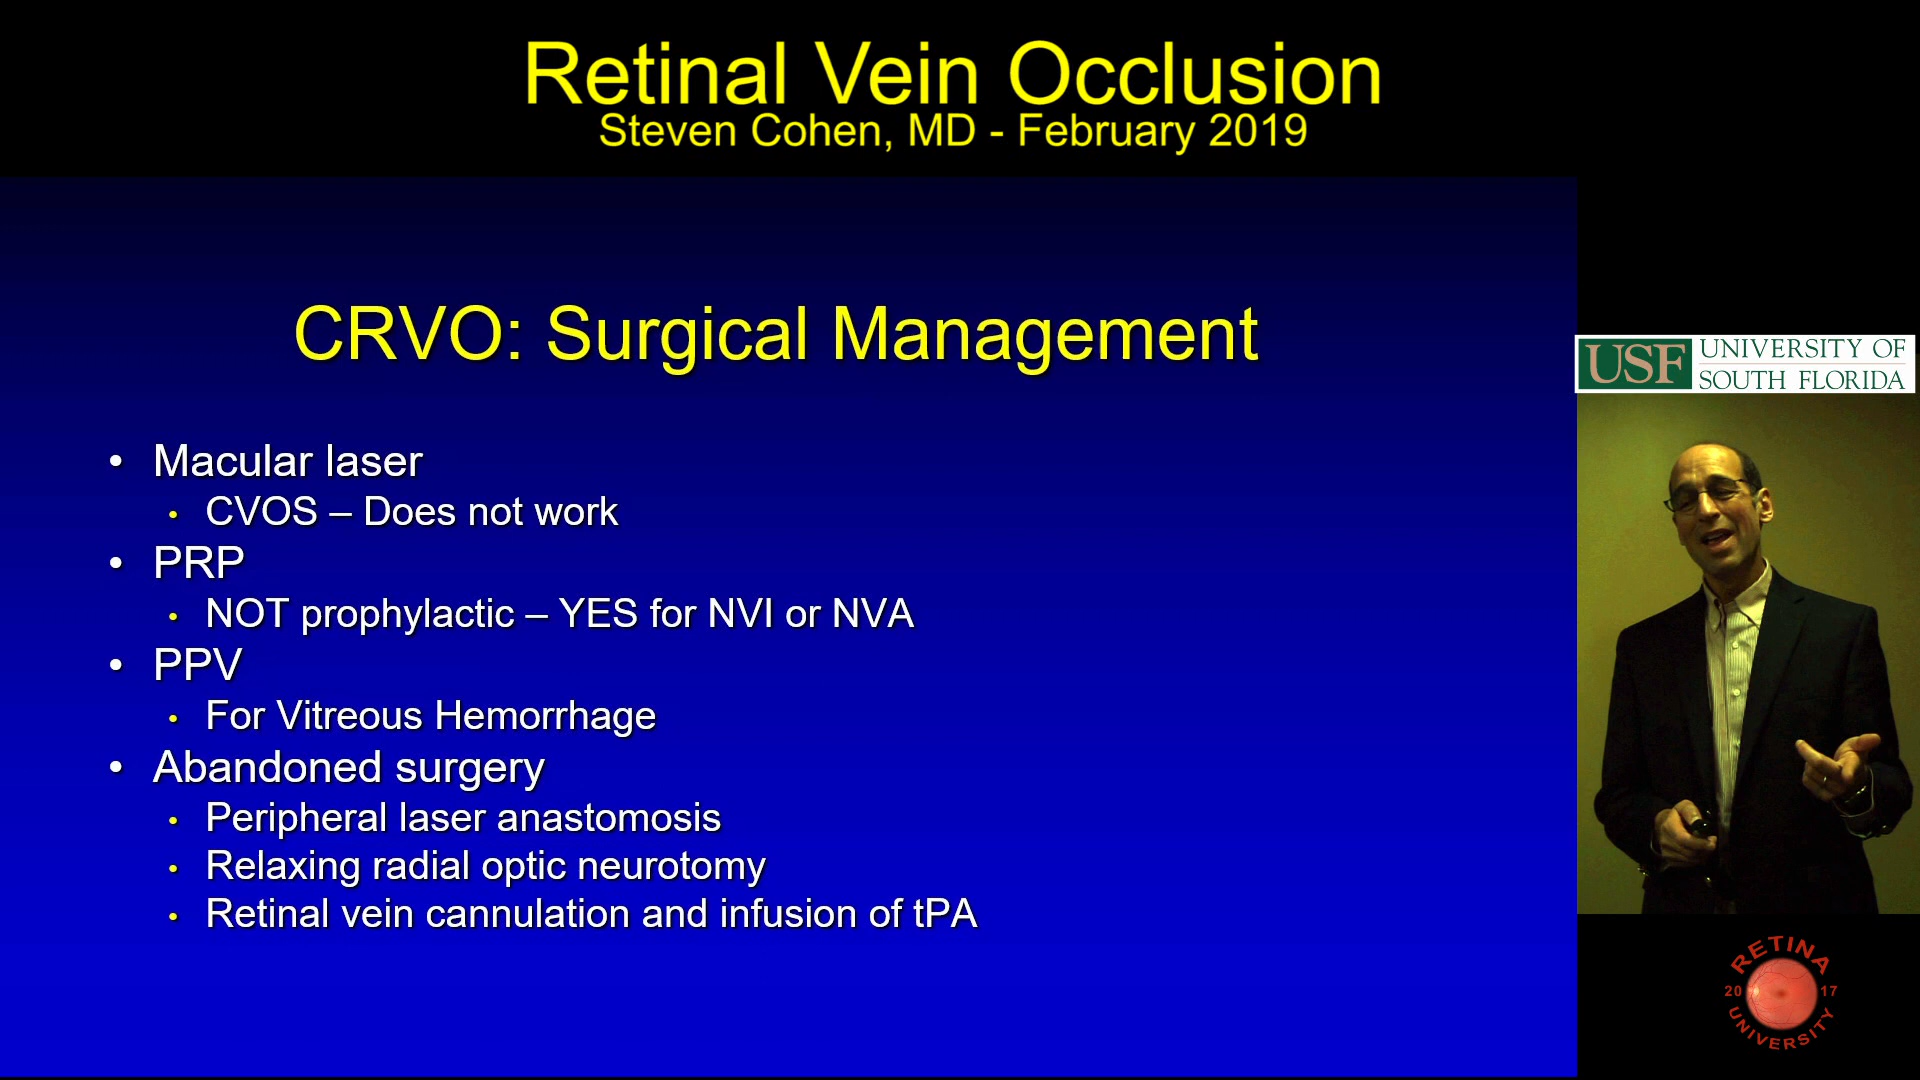 Retinal Vein Occlusion
Steven Cohen, MD - February 2019
CRVO: Surgical Management
• Macular laser
• CVOS – Does not work
• PRP
• NOT prophylactic – YES for NVI or NVA
• PPV
• For Vitreous Hemorrhage
• Abandoned surgery
• Peripheral laser anastomosis
• Relaxing radial optic neurotomy
• Retinal vein cannulation and infusion of tPA
USF
UNIVERSITY OF
SOUTH FLORIDA
RETINA
20 17
UNIVERSITY